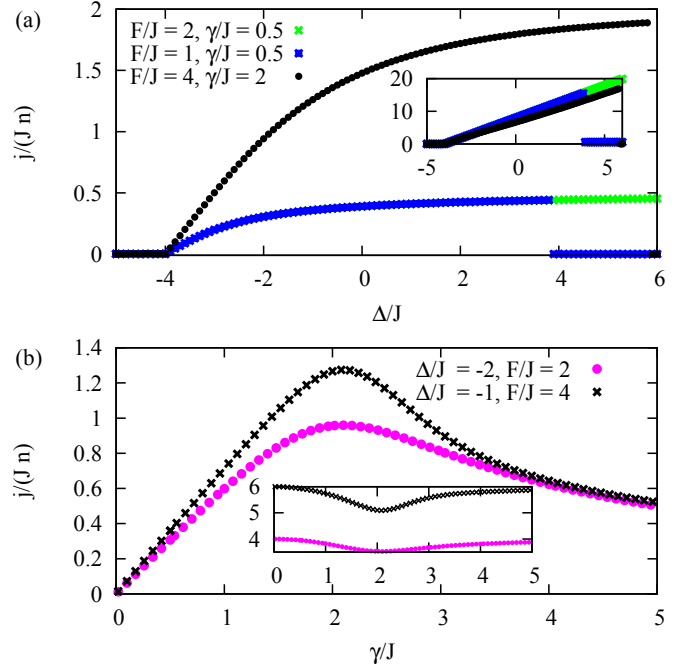 (a)
2
1.5
1
0.5
0
j/(J n)
F/J = 2, γ/J = 0.5
F/J = 1, γ/J = 0.5
F/J = 4, γ/J = 2
20
10
0
-5 0 5
-4 -2 0 2 4 6
Δ/J
(b)
1.4
1.2
1
0.8
0.6
0.4
0.2
0
j/(J n)
Δ/J = -2, F/J = 2
Δ/J = -1, F/J = 4
6
5
4
0 1 2 3 4 5
0 1 2 3 4 5
γ/J